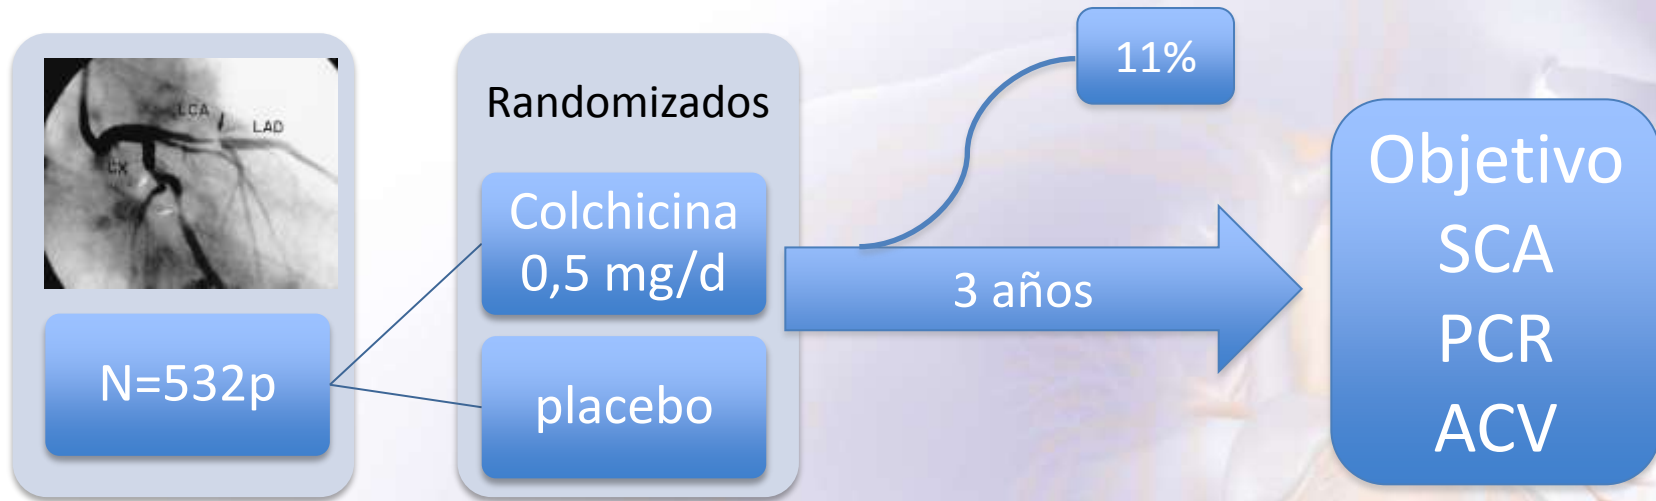 LCA
LAD
CX
N=532p
Randomizados
Colchicina
0,5 mg/d
placebo
11%
3 años
Objetivo
SCA
PCR
ACV